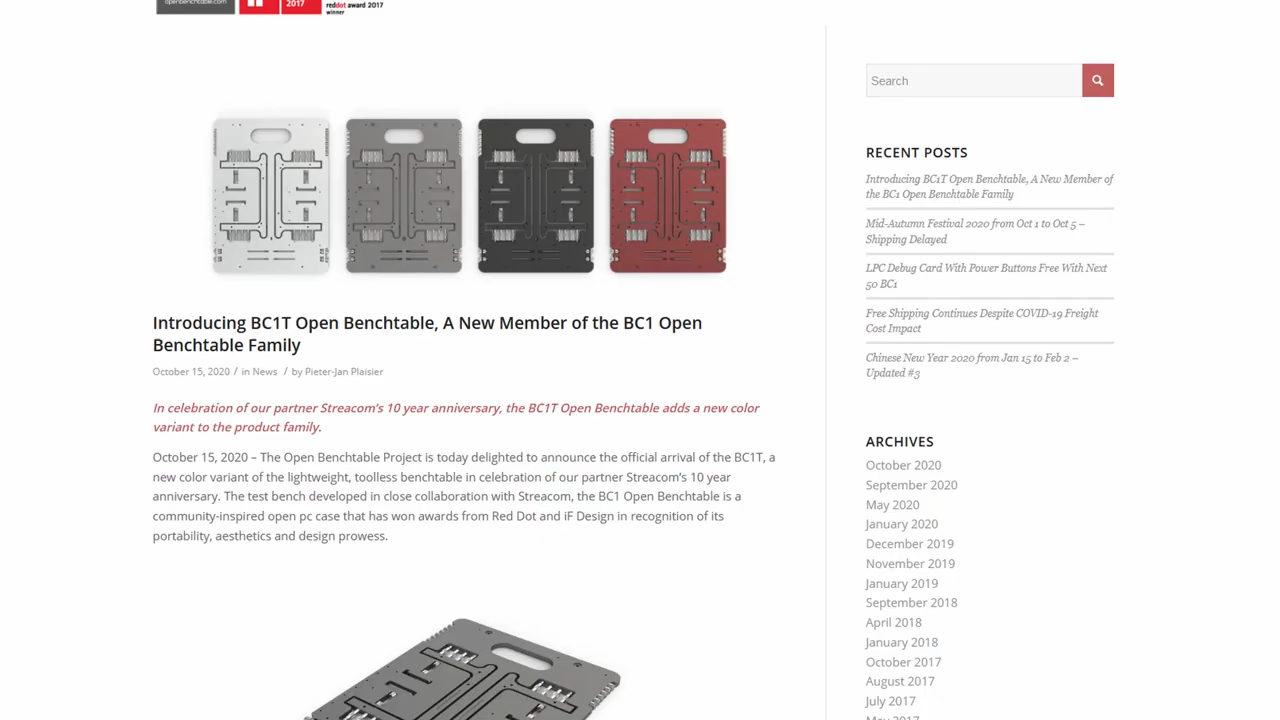 openbenchtable.com
2017
reddot award 2017
winner
Search
Introducing BC1T Open Benchtable, A New Member of the BC1 Open
Benchtable Family
October 15, 2020 / in News / by Pieter-Jan Plaisier
In celebration of our partner Streacom's 10 year anniversary, the BC1T Open Benchtable adds a new color
variant to the product family.
October 15, 2020 – The Open Benchtable Project is today delighted to announce the official arrival of the BC1T, a
new color variant of the lightweight, toolless benchtable in celebration of our partner Streacom's 10 year
anniversary. The test bench developed in close collaboration with Streacom, the BC1 Open Benchtable is a
community-inspired open pc case that has won awards from Red Dot and iF Design in recognition of its
portability, aesthetics and design prowess.
RECENT POSTS
Introducing BC1T Open Benchtable, A New Member of
the BC1 Open Benchtable Family
Mid-Autumn Festival 2020 from Oct 1 to Oct 5 –
Shipping Delayed
LPC Debug Card With Power Buttons Free With Next
50 BC1
Free Shipping Continues Despite COVID-19 Freight
Cost Impact
Chinese New Year 2020 from Jan 15 to Feb 2 –
Updated #3
ARCHIVES
October 2020
September 2020
May 2020
January 2020
December 2019
November 2019
January 2019
September 2018
April 2018
January 2018
October 2017
August 2017
July 2017
May 2017